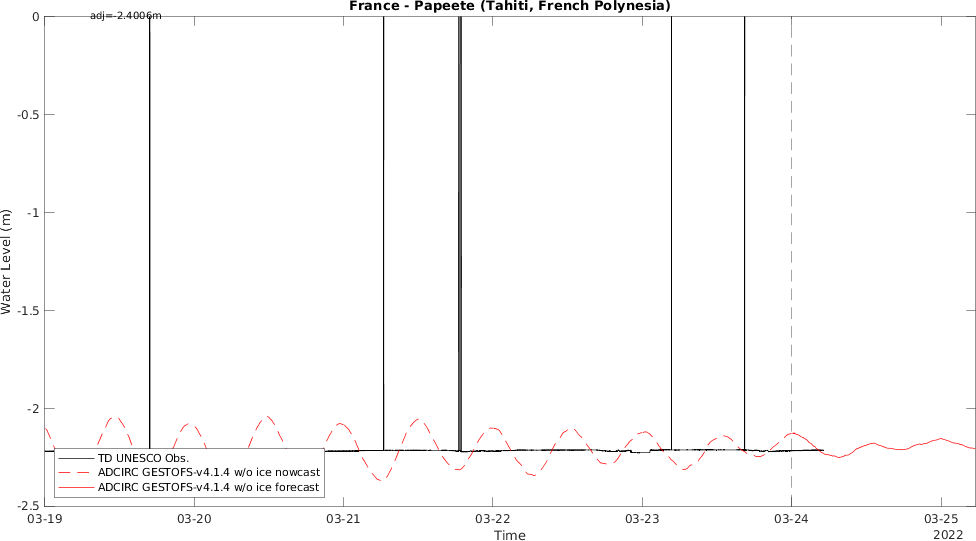 France - Papeete (Tahiti, French Polynesia)
adj=-2.4006m
0
-0.5
-1
-1.5
-2
-2.5
Water Level (m)
TD UNESCO Obs.
ADCIRC GESTOFS-v4.1.4 w/o ice nowcast
ADCIRC GESTOFS-v4.1.4 w/o ice forecast
03-19 03-20 03-21 03-22 03-23 03-24 03-25
Time
2022